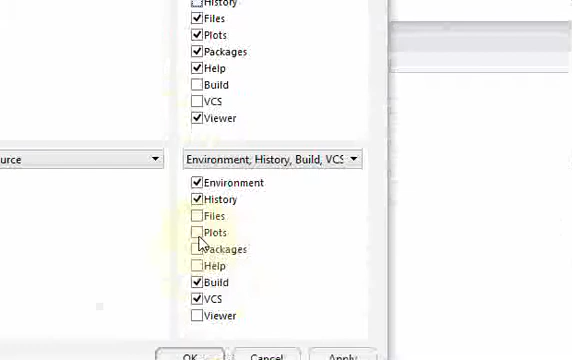 History
Files
Plots
Packages
Help
Build
VCS
Viewer
urce
Environment, History, Build, VCS
Environment
History
Files
Plots
Packages
Help
Build
VCS
Viewer
OK
Cancel
Apply